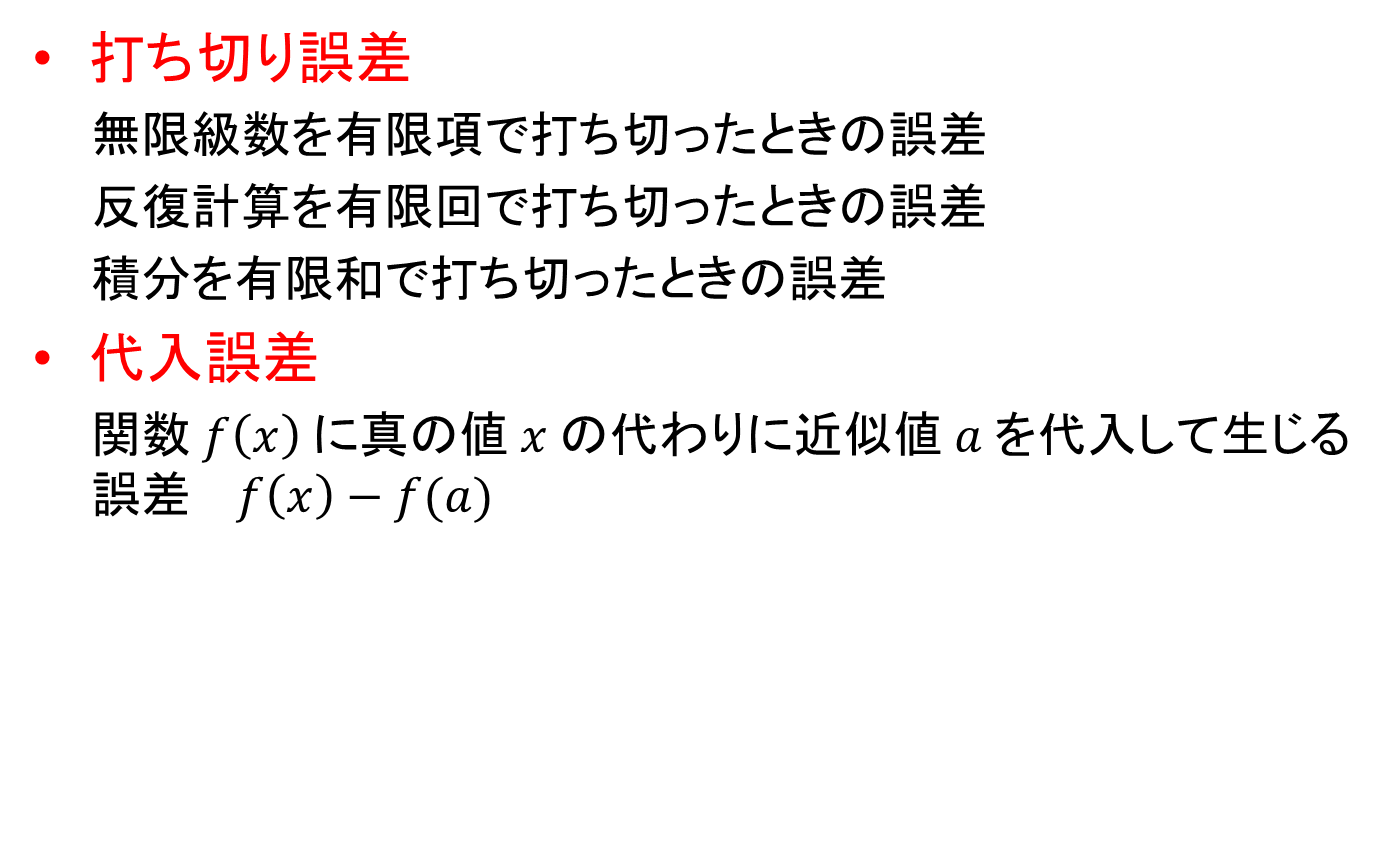 • 打ち切り誤差
無限級数を有限項で打ち切ったときの誤差
反復計算を有限回で打ち切ったときの誤差
積分を有限和で打ち切ったときの誤差
• 代入誤差
関数 𝑓(𝑥) に真の値 𝑥 の代わりに近似値 𝑎 を代入して生じる
誤差　𝑓(𝑥) − 𝑓(𝑎)